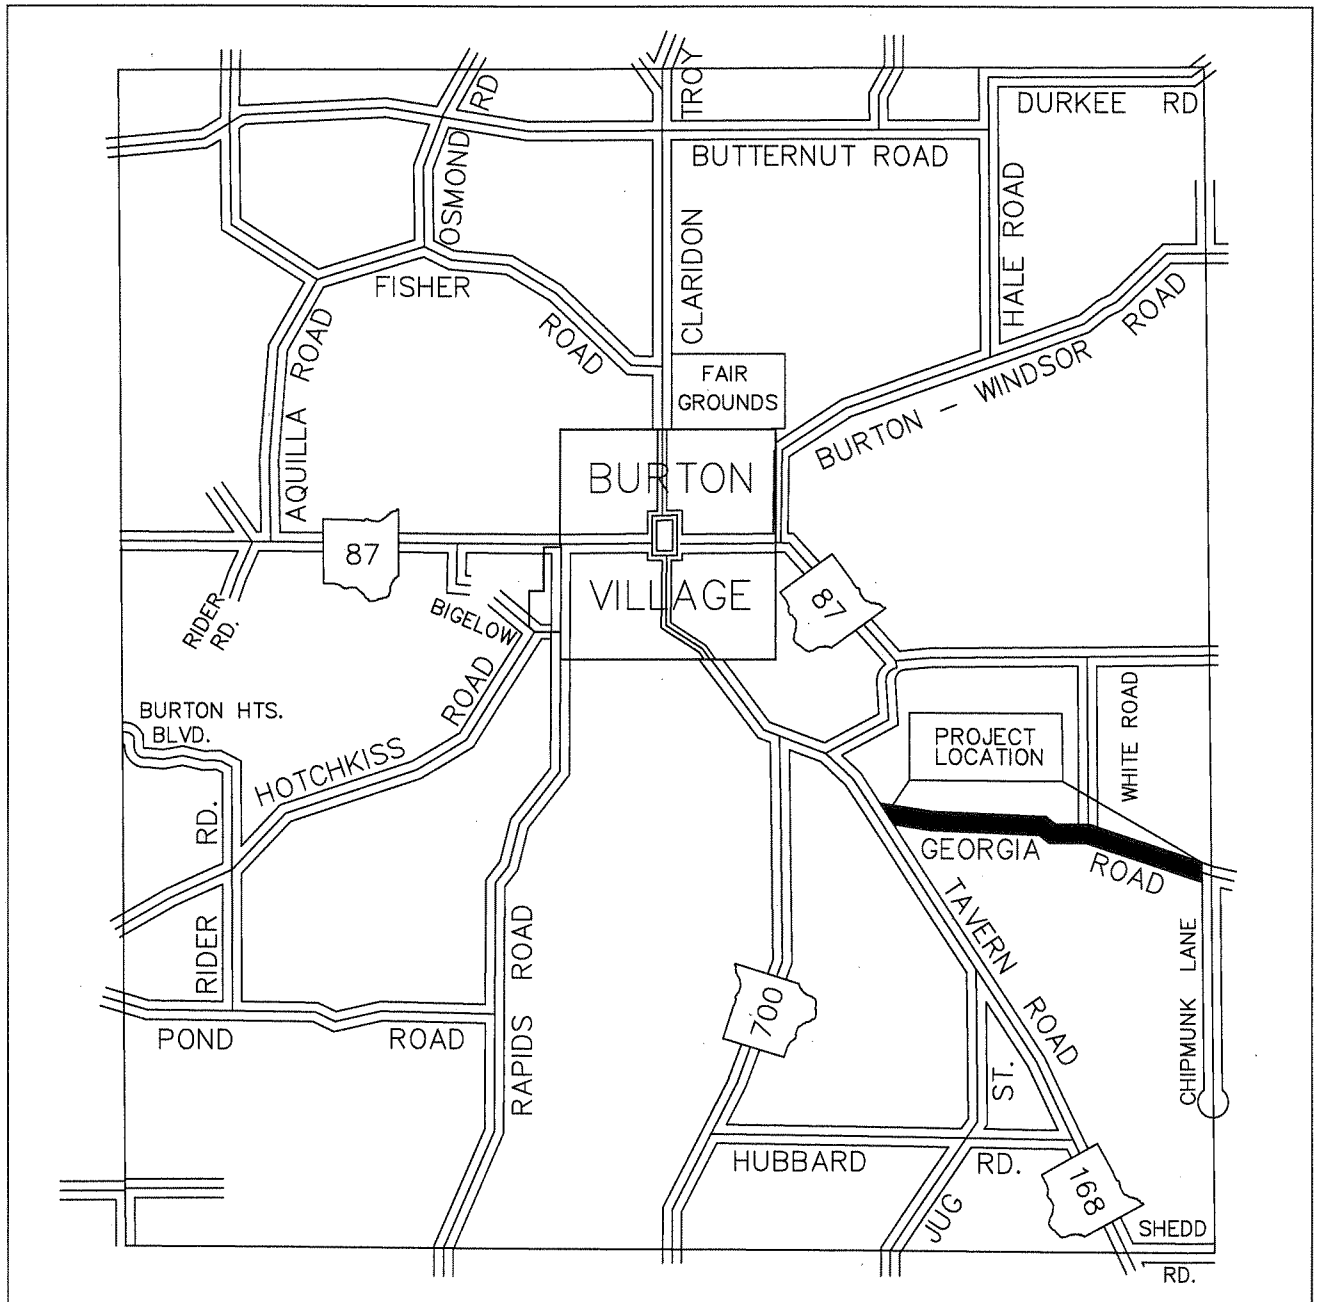 TROY
RD
DURKEE RD
BUTTERNUT ROAD
OSMOND
HALE ROAD
CLARIDON
FISHER
ROAD
ROAD
FAIR
GROUNDS
AQUILLA ROAD
BURTON – WINDSOR
BURTON
87
VILLAGE
87
BIGELOW
RIDER
RD.
WHITE ROAD
BURTON HTS.
BLVD.
HOTCHKISS ROAD
PROJECT
LOCATION
GEORGIA ROAD
RIDER RD.
RAPIDS ROAD
TAVERN ROAD
CHIPMUNK LANE
700
POND ROAD
ST.
HUBBARD RD.
JUG
168
SHEDD
RD.